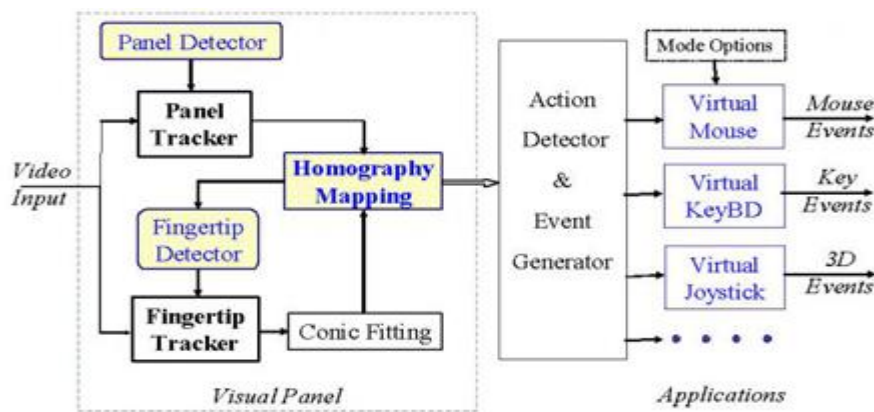 Panel Detector
Panel
Tracker
Video
Input
Homography
Mapping
Fingertip
Detector
Fingertip
Tracker
Conic Fitting
Visual Panel
Action
Detector
&
Event
Generator
Mode Options
Virtual
Mouse
Mouse
Events
Virtual
KeyBD
Key
Events
Virtual
Joystick
3D
Events
Applications